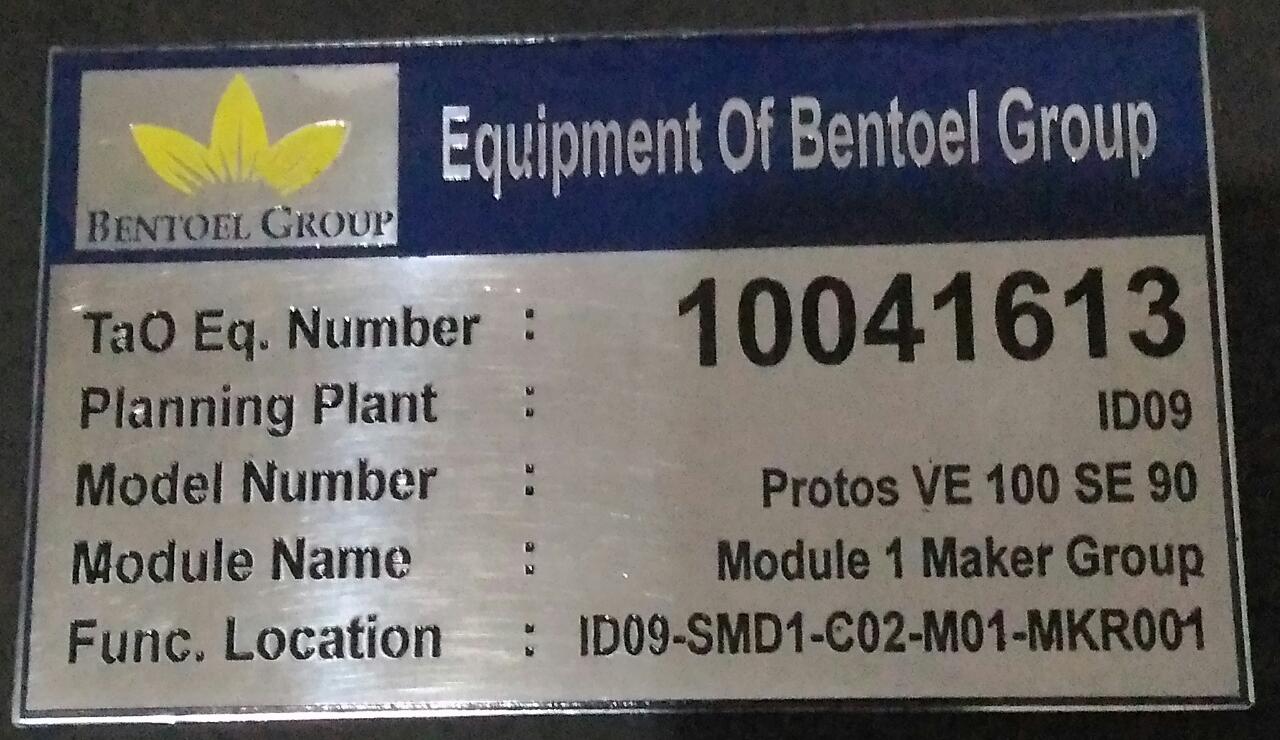 BENTOEL GROUP
Equipment Of Bentoel Group
TaO Eq. Number : 10041613
Planning Plant : ID09
Model Number : Protos VE 100 SE 90
Module Name : Module 1 Maker Group
Func. Location : ID09-SMD1-C02-M01-MKR001